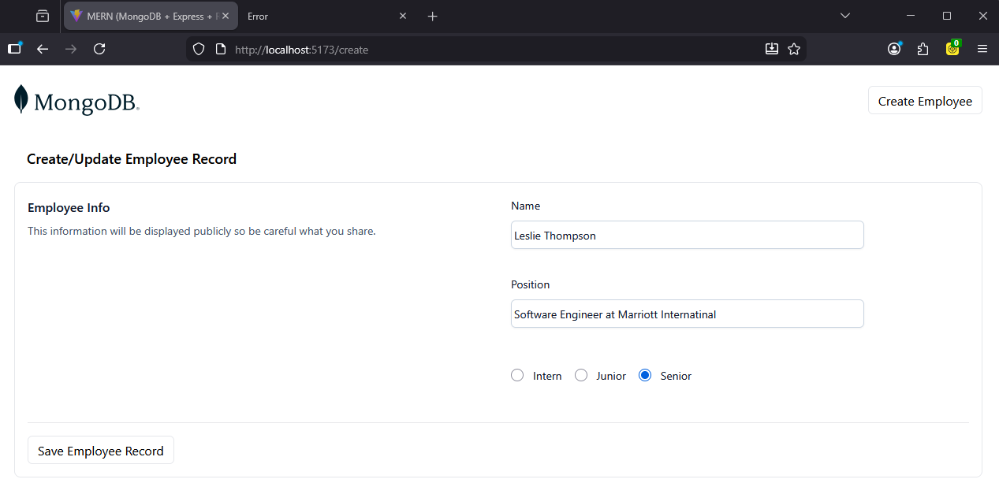 MERN (MongoDB + Express +
Error
http://localhost:5173/create
0
MongoDB.
Create Employee
Create/Update Employee Record
Employee Info
This information will be displayed publicly so be careful what you share.
Name
Leslie Thompson
Position
Software Engineer at Marriott Internatinal
Intern
Junior
Senior
Save Employee Record